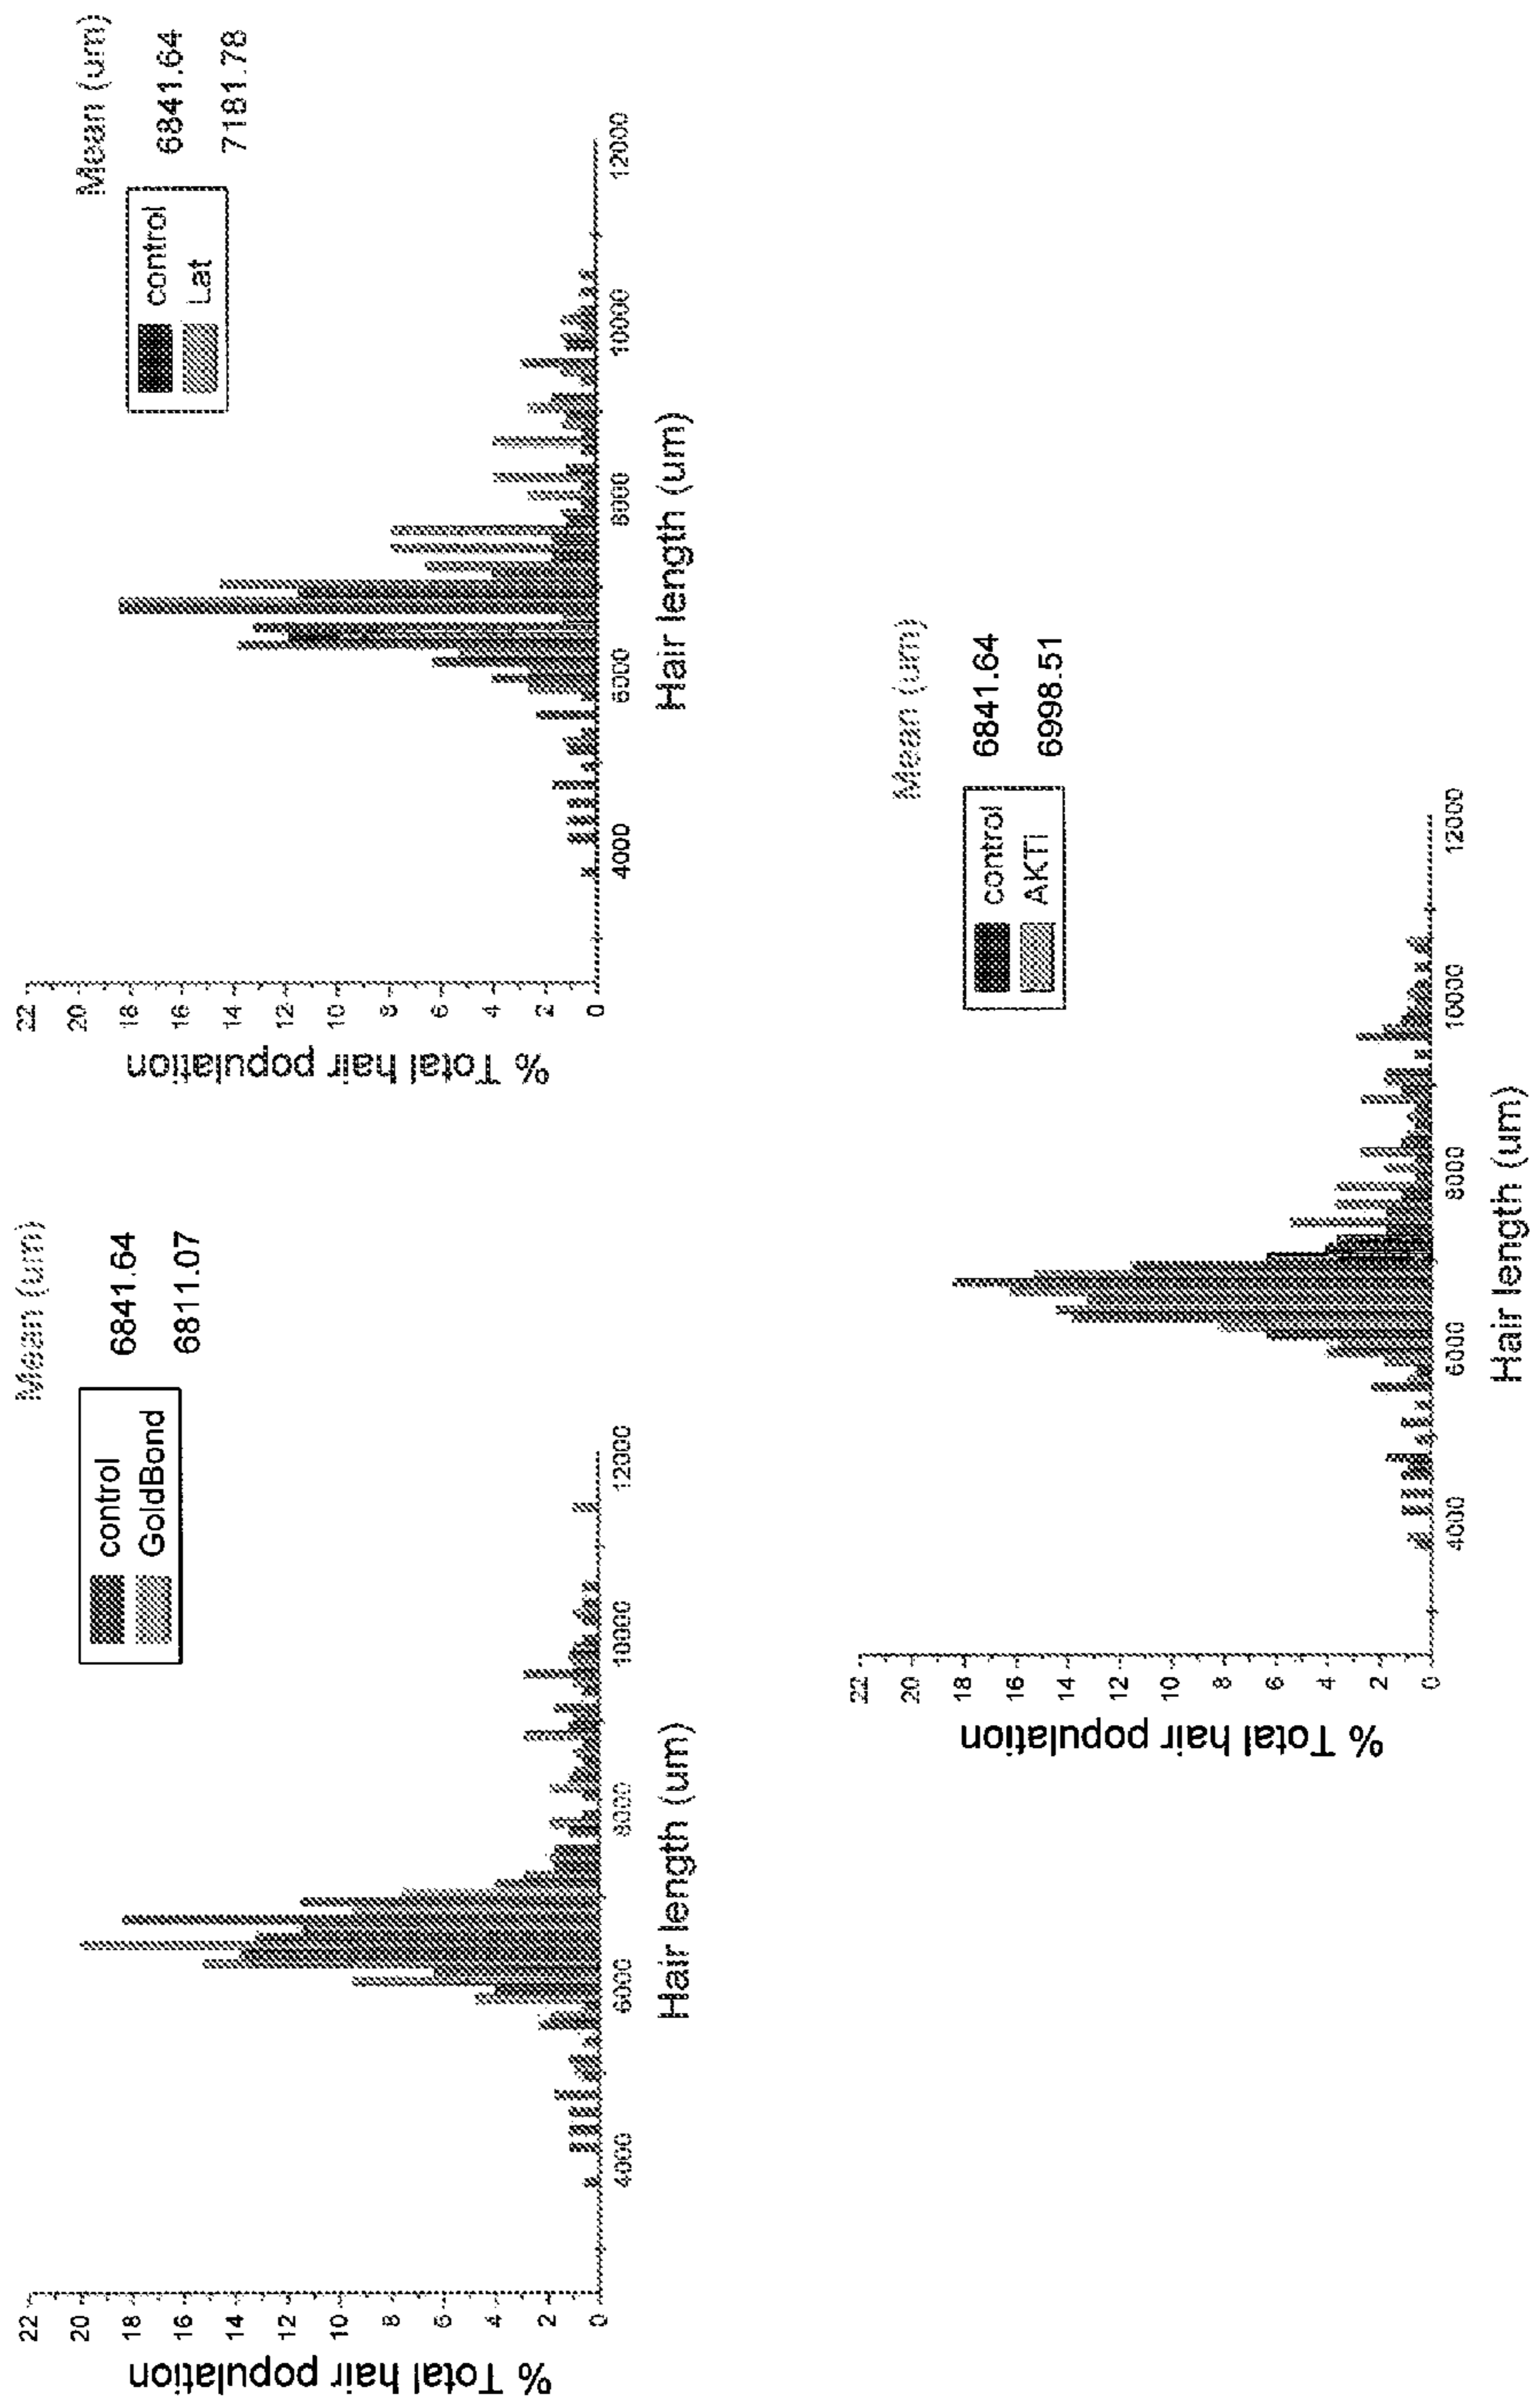 Mean (um)
control 6841.64
GoldBond 6811.07
% Total hair population
22
20
18
16
14
12
10
8
6
4
2
0
4000 6000 8000 10000 12000
Hair length (um)
Mean (um)
control 6841.64
Lat 7181.78
% Total hair population
22
20
18
16
14
12
10
8
6
4
2
0
4000 6000 8000 10000 12000
Hair length (um)
Mean (um)
control 6841.64
AKTi 6998.51
% Total hair population
22
20
18
16
14
12
10
8
6
4
2
0
4000 6000 8000 10000 12000
Hair length (um)